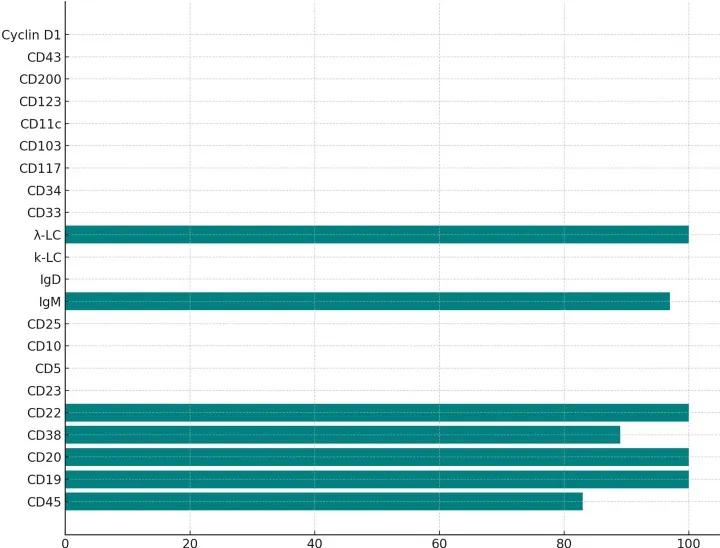 Cyclin D1
CD43
CD200
CD123
CD11c
CD103
CD117
CD34
CD33
λ-LC
k-LC
IgD
IgM
CD25
CD10
CD5
CD23
CD22
CD38
CD20
CD19
CD45
0 20 40 60 80 100